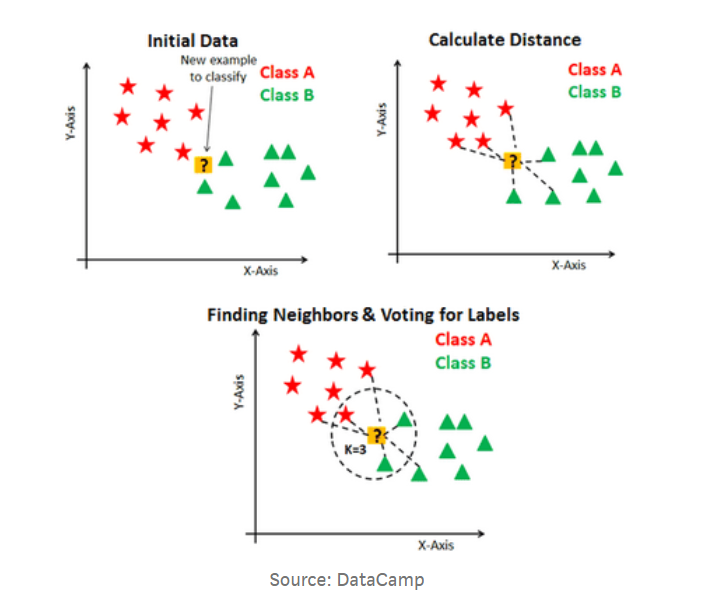 Initial Data
New example
to classify
Class A
Class B
?
Y-Axis
X-Axis
Calculate Distance
Class A
Class B
?
Y-Axis
X-Axis
Finding Neighbors & Voting for Labels
Class A
Class B
?
K=3
Y-Axis
X-Axis
Source: DataCamp